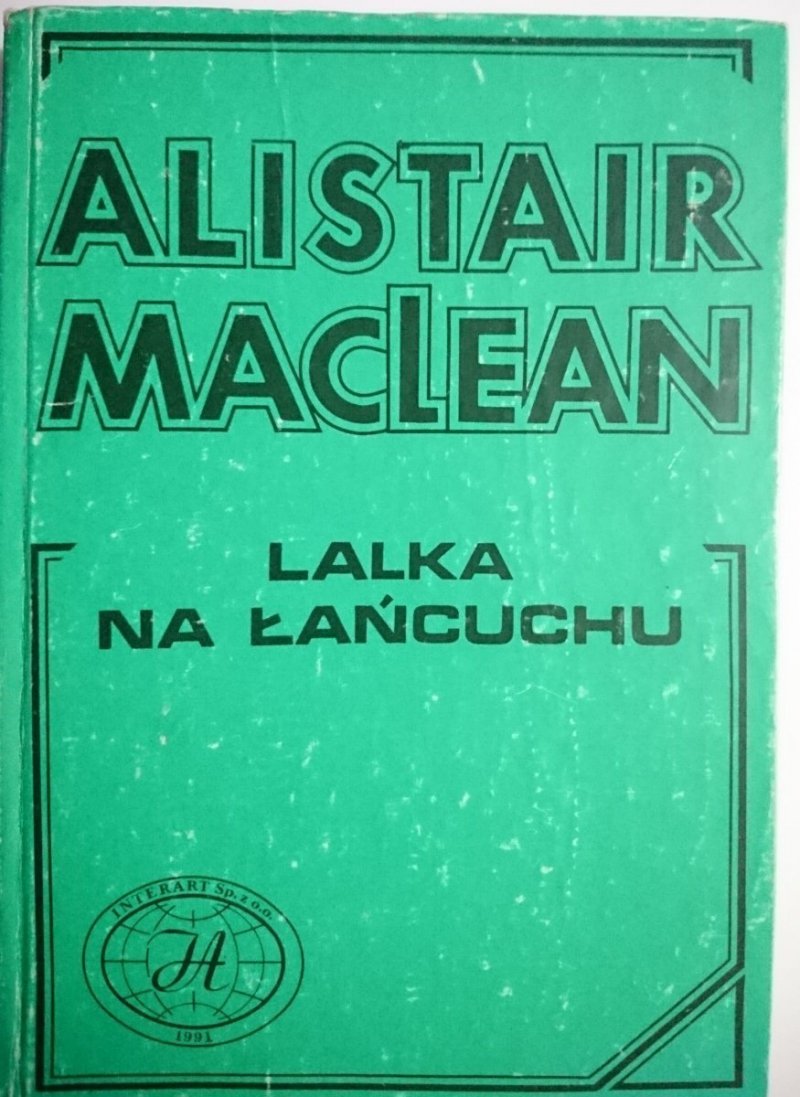 ALISTAIR
MACLEAN
LALKA
NA ŁAŃCUCHU
INTERART Sp. z o.o.
IA
1991